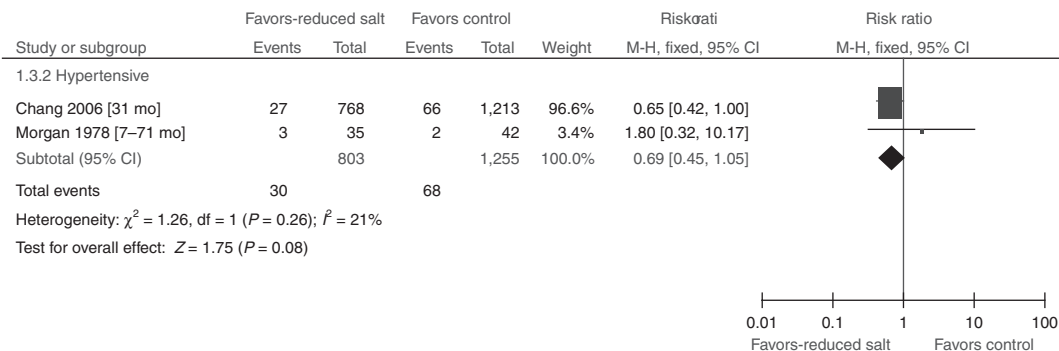 Favors-reduced salt Favors control Riskrati Risk ratio
Study or subgroup Events Total Events Total Weight M-H, fixed, 95% CI M-H, fixed, 95% CI
1.3.2 Hypertensive
Chang 2006 [31 mo] 27 768 66 1,213 96.6% 0.65 [0.42, 1.00]
Morgan 1978 [7–71 mo] 3 35 2 42 3.4% 1.80 [0.32, 10.17]
Subtotal (95% CI) 803 1,255 100.0% 0.69 [0.45, 1.05]
Total events 30 68
Heterogeneity: χ² = 1.26, df = 1 (P = 0.26); I² = 21%
Test for overall effect: Z = 1.75 (P = 0.08)
0.01 0.1 1 10 100
Favors-reduced salt Favors control